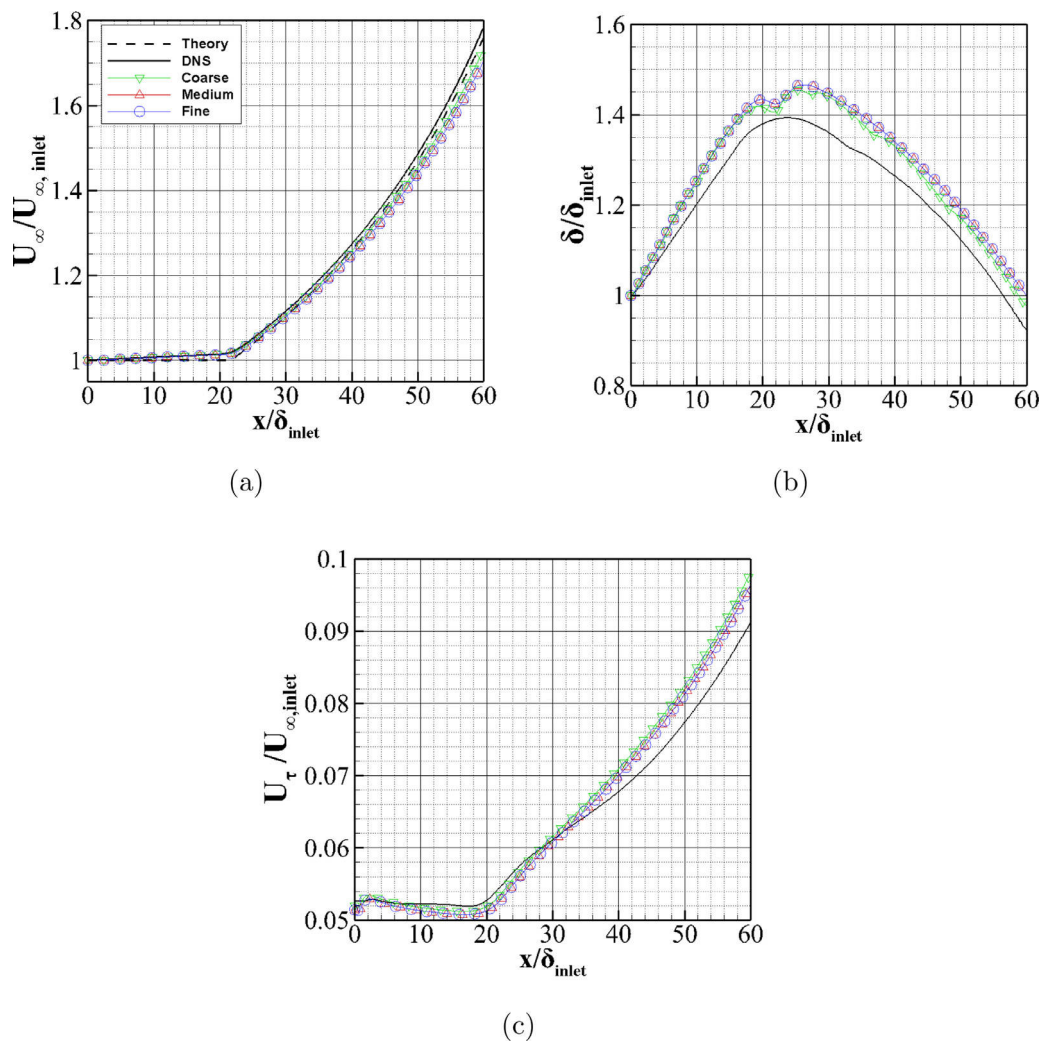 1.8
1.6
1.4
1.2
1
U∞/U∞, inlet
Theory
DNS
Coarse
Medium
Fine
0 10 20 30 40 50 60
x/δinlet
(a)
1.6
1.4
1.2
1
0.8
δ/δinlet
0 10 20 30 40 50 60
x/δinlet
(b)
0.1
0.09
0.08
0.07
0.06
0.05
Uτ /U∞,inlet
0 10 20 30 40 50 60
x/δinlet
(c)